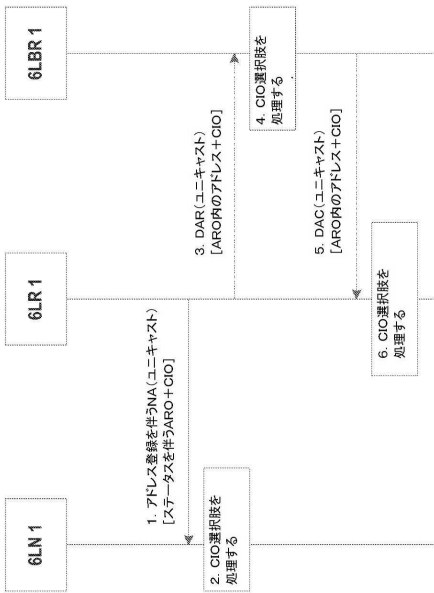 6LN 1
6LR 1
6LBR 1
1. アドレス登録を伴うNA(ユニキャスト)
[ステータスを伴うARO+CIO]
2. CIO選択肢を
処理する
3. DAR(ユニキャスト)
[ARO内のアドレス+CIO]
4. CIO選択肢を
処理する
5. DAC(ユニキャスト)
[ARO内のアドレス+CIO]
6. CIO選択肢を
処理する